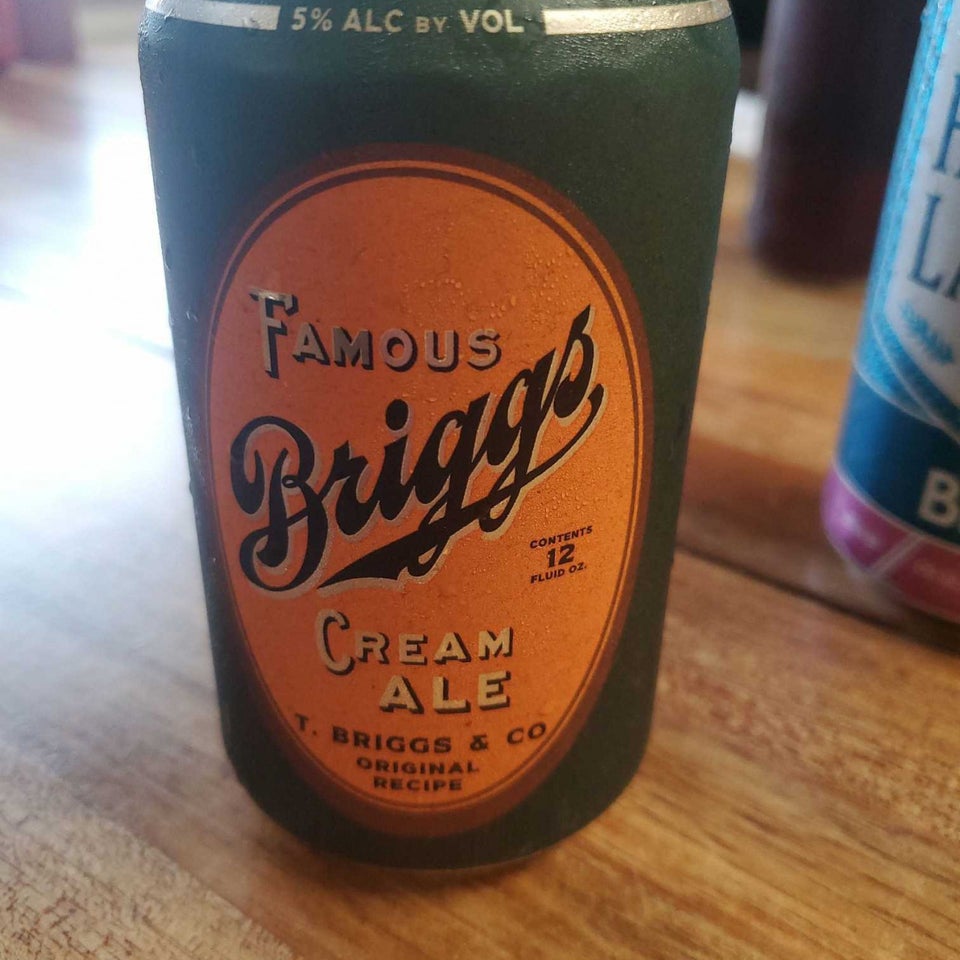 5% ALC BY VOL
FAMOUS
Briggs
CONTENTS
12
FLUID OZ.
CREAM
ALE
T. BRIGGS & CO
ORIGINAL
RECIPE